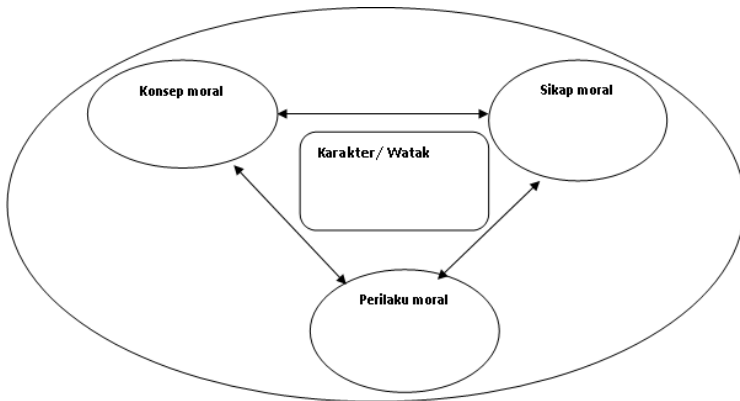 Konsep moral
Sikap moral
Karakter/ Watak
Perilaku moral